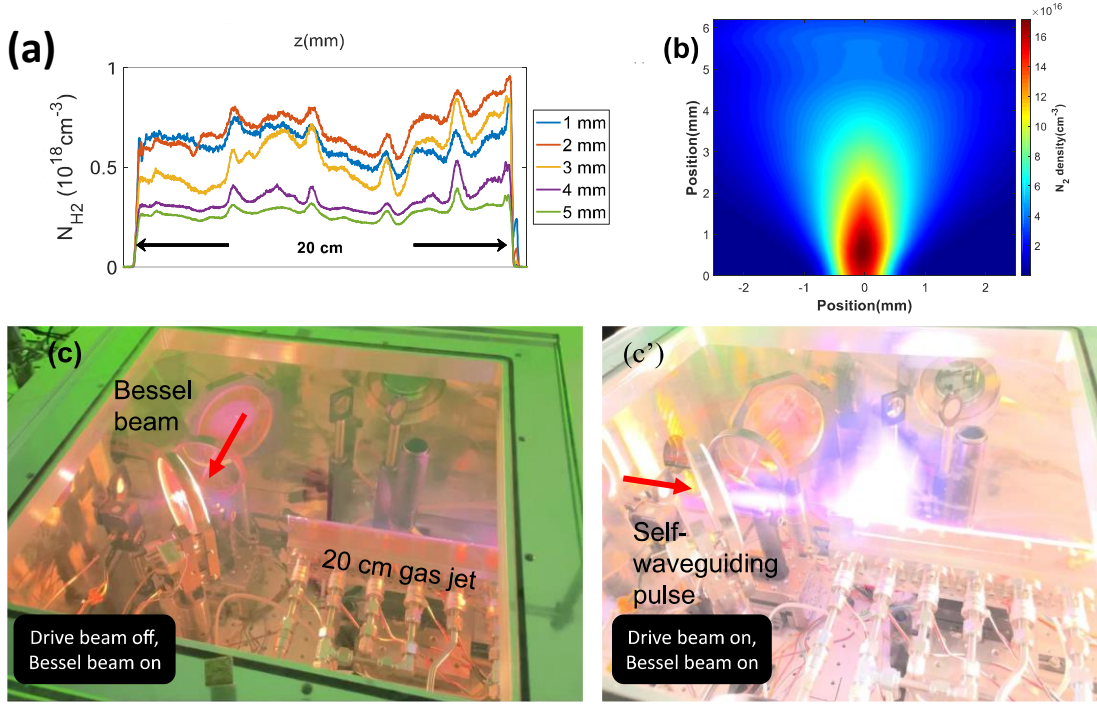 (a)
z(mm)
N_H2 (10^18cm^-3)
1
0.5
0
20 cm
1 mm
2 mm
3 mm
4 mm
5 mm
(b)
Position(mm)
6
5
4
3
2
1
0
-2
-1
0
1
2
Position(mm)
×10^16
16
14
12
10
8
6
4
2
N_2 density(cm^-3)
(c)
Bessel
beam
20 cm gas jet
Drive beam off,
Bessel beam on
(c')
Self-
waveguiding
pulse
Drive beam on,
Bessel beam on